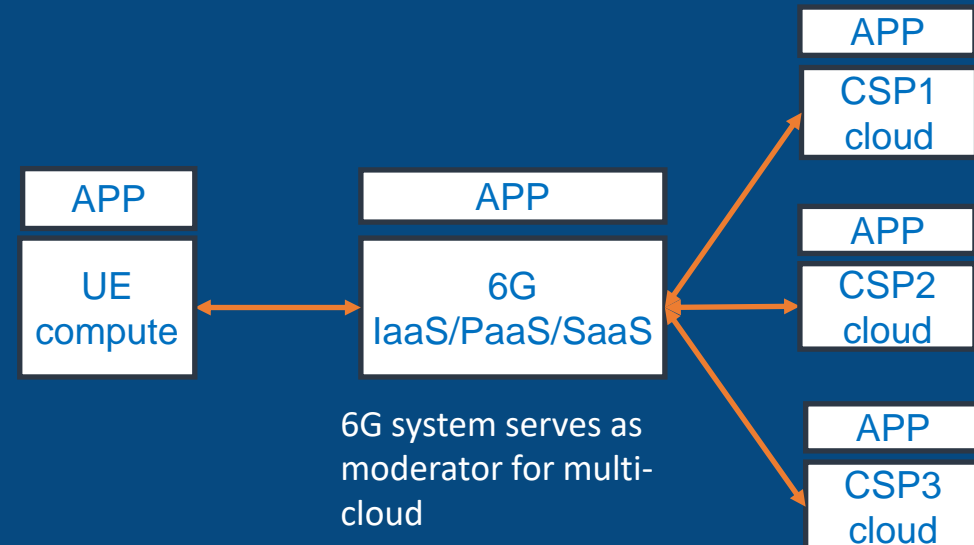 APP
UE
compute
APP
6G
IaaS/PaaS/SaaS
6G system serves as
moderator for multi-
cloud
APP
CSP1
cloud
APP
CSP2
cloud
APP
CSP3
cloud